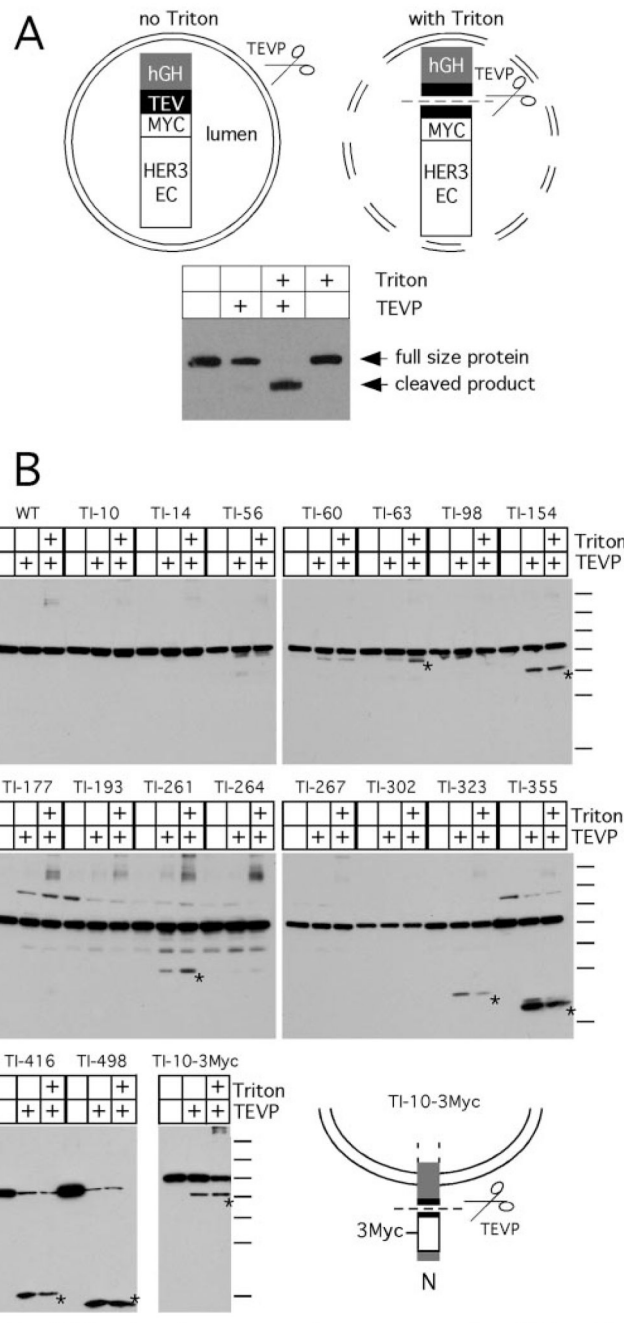 A
no Triton
with Triton
TEVP
hGH
TEV
MYC
HER3
EC
lumen
hGH
TEVP
MYC
HER3
EC
+ + Triton
+ + TEVP
full size protein
cleaved product
B
WT TI-10 TI-14 TI-56 TI-60 TI-63 TI-98 TI-154
+ + + + + + + + Triton
+ + + + + + + + + + + + + + + + TEVP
*
*
TI-177 TI-193 TI-261 TI-264 TI-267 TI-302 TI-323 TI-355
+ + + + + + + + Triton
+ + + + + + + + + + + + + + + + TEVP
*
*
*
TI-416 TI-498 TI-10-3Myc
+ + + Triton
+ + + + + + TEVP
*
*
*
TI-10-3Myc
TEVP
3Myc
N